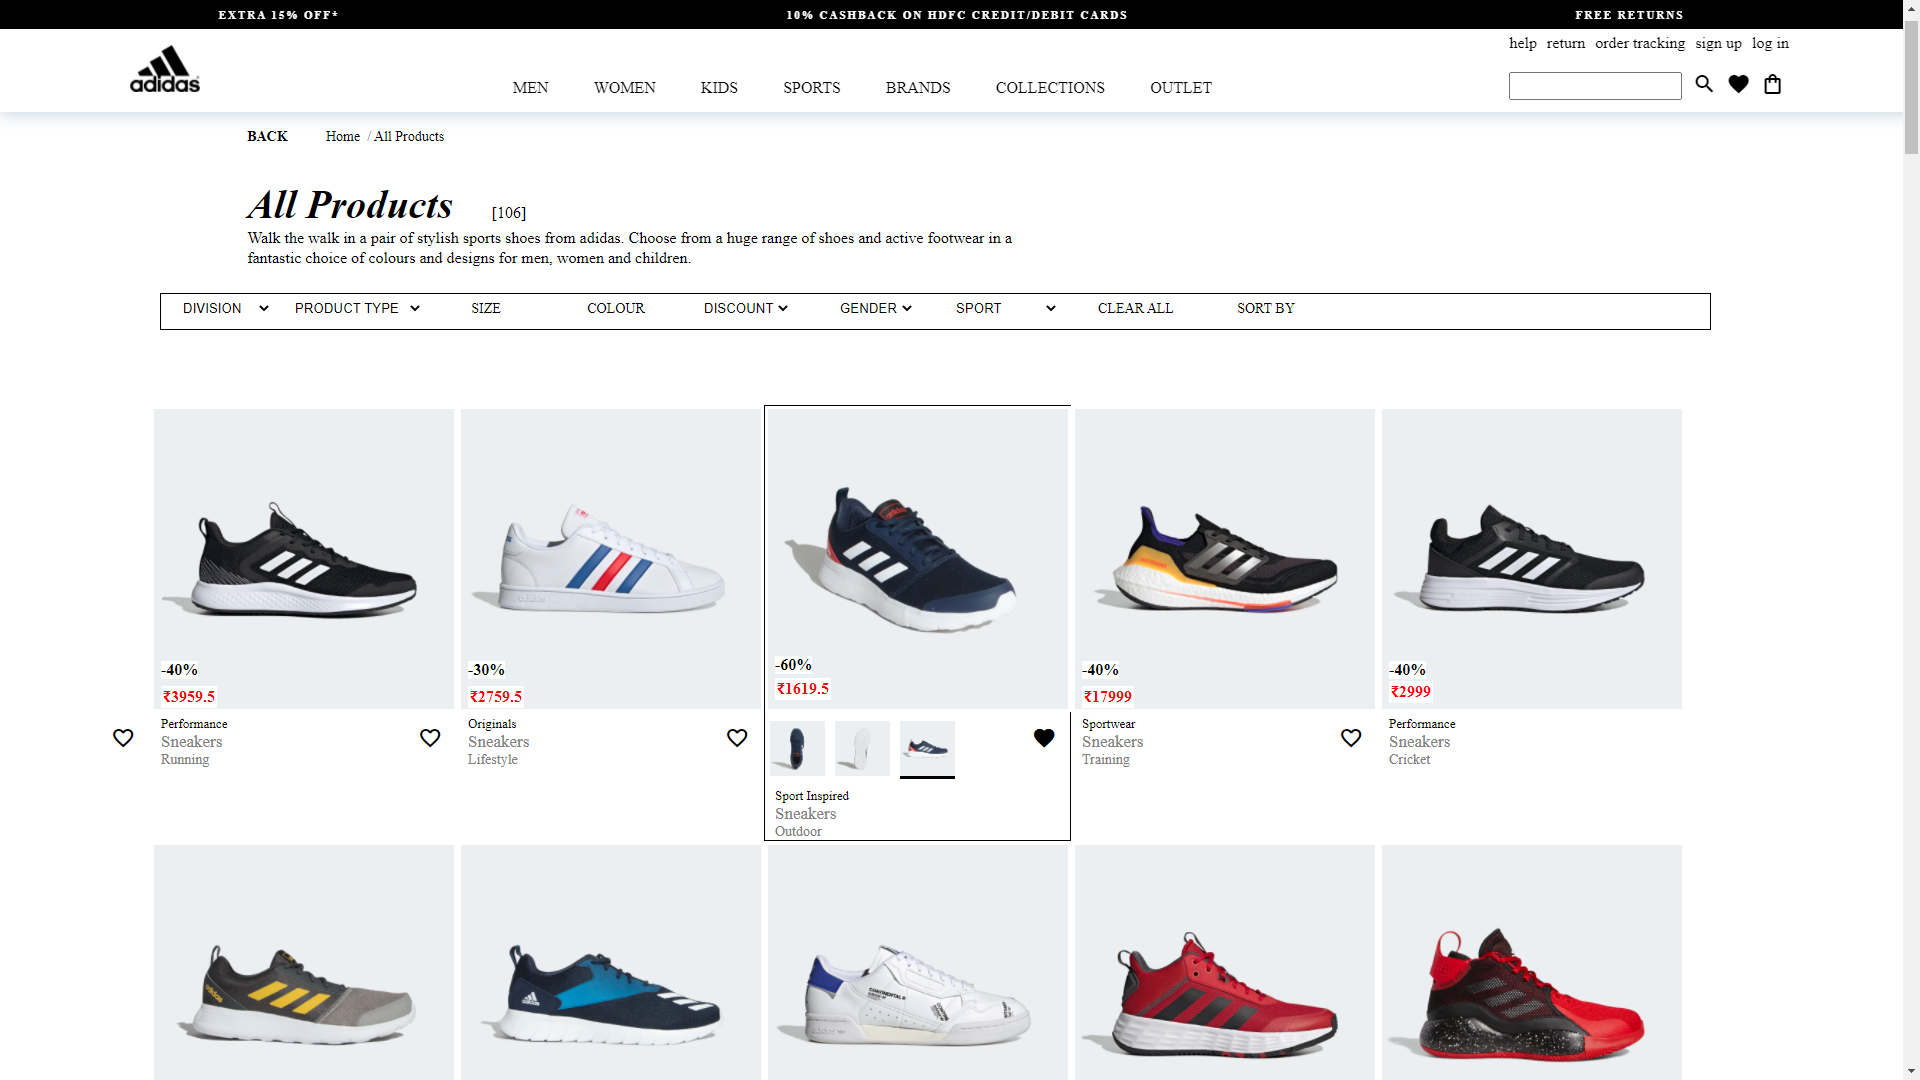 EXTRA 15% OFF*
10% CASHBACK ON HDFC CREDIT/DEBIT CARDS
FREE RETURNS
help return order tracking sign up log in
adidas
MEN WOMEN KIDS SPORTS BRANDS COLLECTIONS OUTLET
BACK Home / All Products
All Products [106]
Walk the walk in a pair of stylish sports shoes from adidas. Choose from a huge range of shoes and active footwear in a
fantastic choice of colours and designs for men, women and children.
DIVISION PRODUCT TYPE SIZE COLOUR DISCOUNT GENDER SPORT CLEAR ALL SORT BY
-40%
₹3959.5
Performance
Sneakers
Running
-30%
₹2759.5
Originals
Sneakers
Lifestyle
-60%
₹1619.5
Sport Inspired
Sneakers
Outdoor
-40%
₹17999
Sportwear
Sneakers
Training
-40%
₹2999
Performance
Sneakers
Cricket